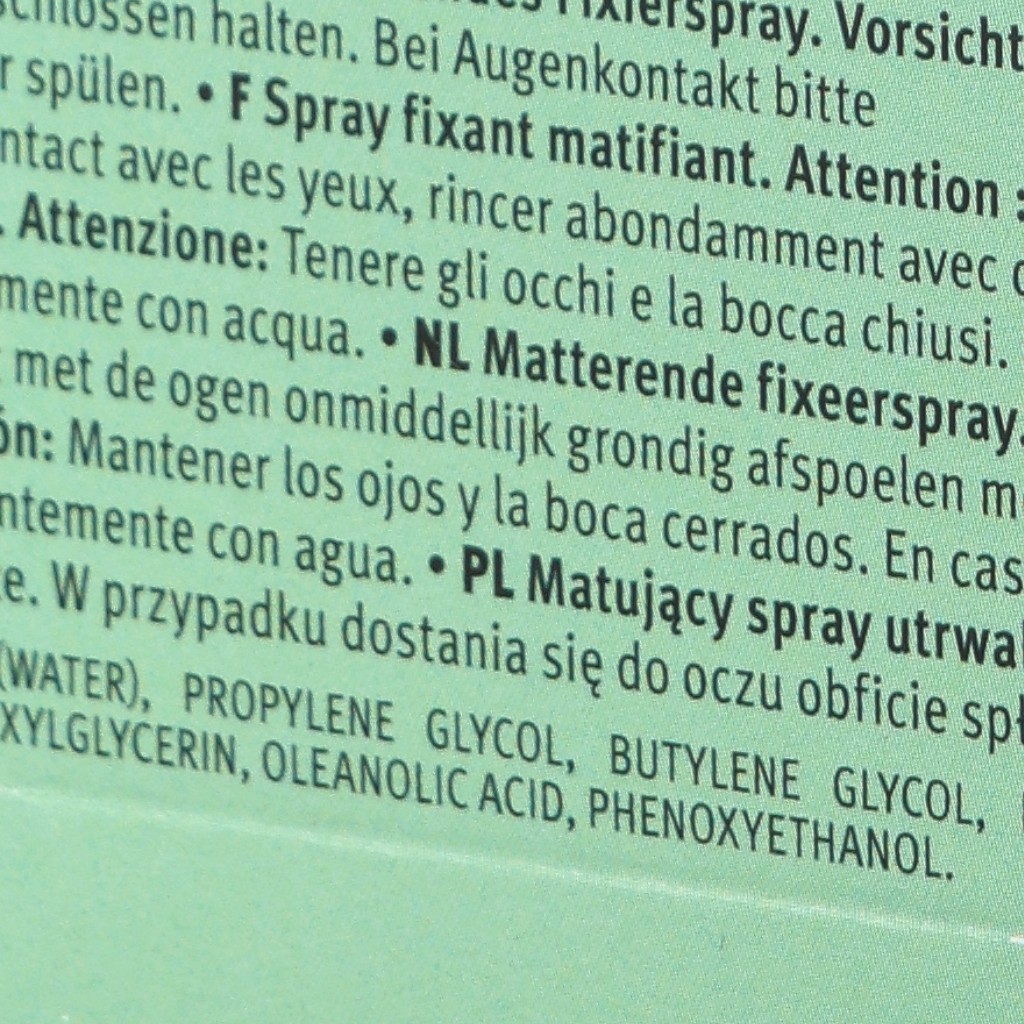 Fixierspray. Vorsicht
schlossen halten. Bei Augenkontakt bitte
r spülen. • F Spray fixant matifiant. Attention :
ntact avec les yeux, rincer abondamment avec
. Attenzione: Tenere gli occhi e la bocca chiusi.
mente con acqua. • NL Matterende fixeerspray.
met de ogen onmiddellijk grondig afspoelen m
ón: Mantener los ojos y la boca cerrados. En cas
ntemente con agua. • PL Matujący spray utrwa
e. W przypadku dostania się do oczu obficie spł
(WATER), PROPYLENE GLYCOL, BUTYLENE GLYCOL,
XYLGLYCERIN, OLEANOLIC ACID, PHENOXYETHANOL.